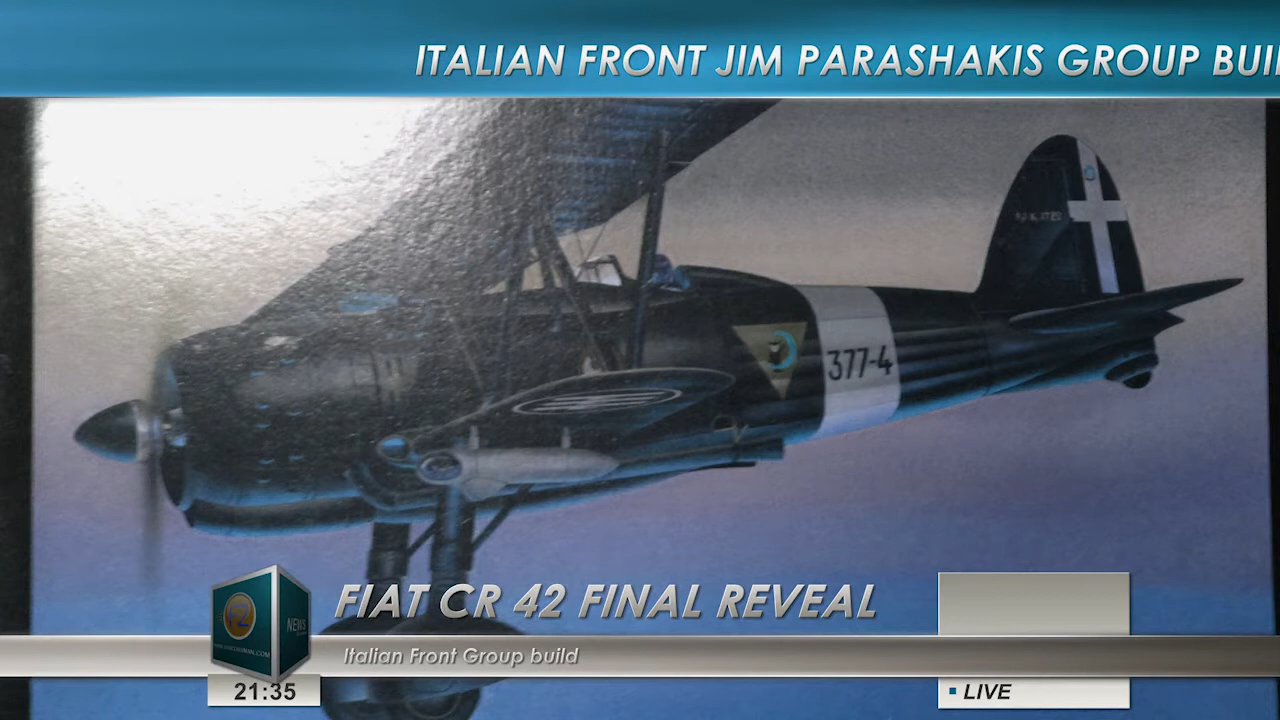 ITALIAN FRONT JIM PARASHAKIS GROUP BUI
377-4
FIAT CR 42 FINAL REVEAL
NEWS
Italian Front Group build
21:35
LIVE